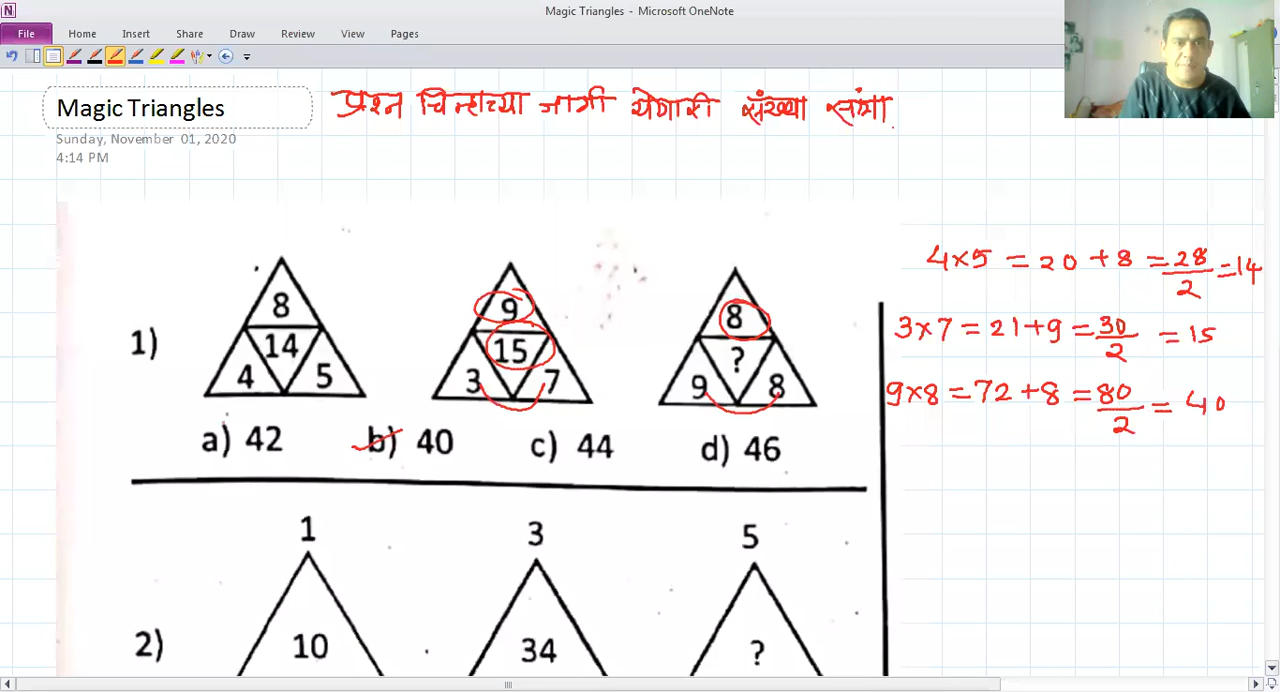 Magic Triangles - Microsoft OneNote
File Home Insert Share Draw Review View Pages
Magic Triangles
प्रश्न चिन्हाच्या जागी येणारी संख्या सांगा.
Sunday, November 01, 2020
4:14 PM
4×5 = 20 +8 = 28/2 = 14
3×7 = 21+9 = 30/2 = 15
9×8 = 72 +8 = 80/2 = 40
1)
8
14
4 5
9
15
3 7
8
?
9 8
a) 42 b) 40 c) 44 d) 46
1 3 5
2) 10 34 ?